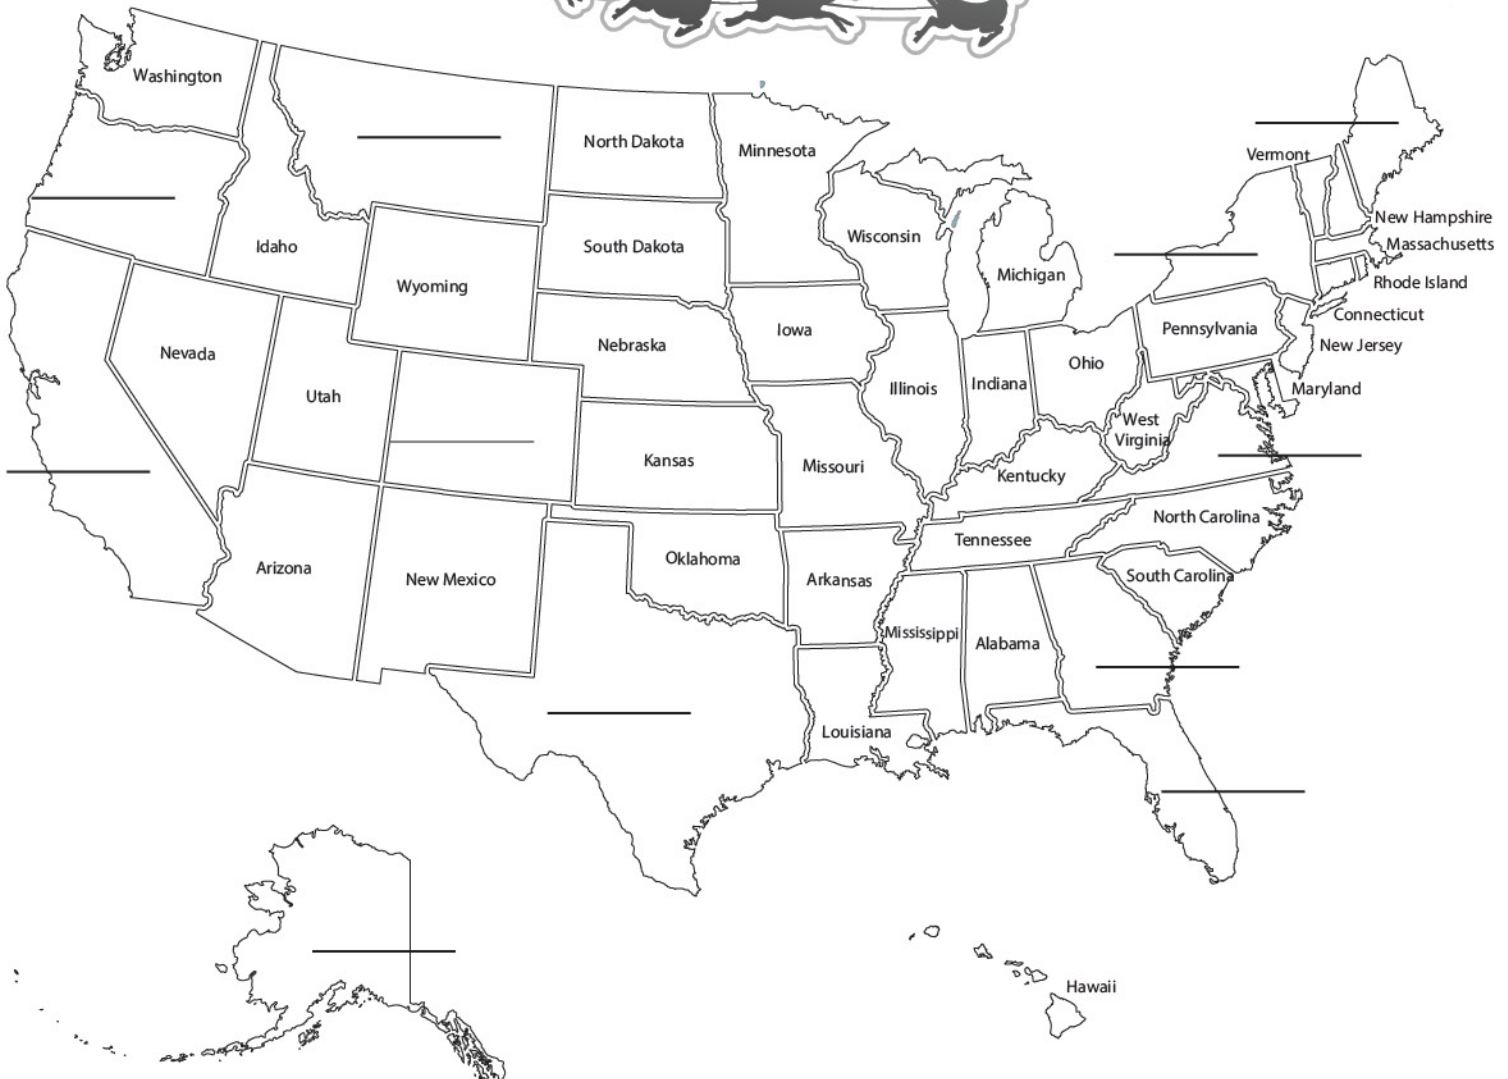 Washington
North Dakota
Minnesota
Vermont
New Hampshire
Wisconsin
Massachusetts
Idaho
South Dakota
Michigan
Rhode Island
Wyoming
Connecticut
Iowa
Pennsylvania
Nebraska
New Jersey
Nevada
Ohio
Indiana
Illinois
Maryland
Utah
West
Virginia
Kansas
Missouri
Kentucky
North Carolina
Tennessee
Oklahoma
Arizona
New Mexico
Arkansas
South Carolina
Mississippi
Alabama
Louisiana
Hawaii